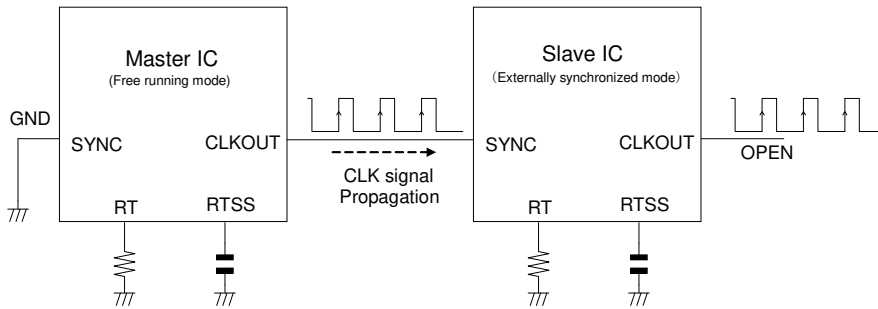 Master IC
(Free running mode)
GND
SYNC
CLKOUT
RT
RTSS
CLK signal
Propagation
Slave IC
(Externally synchronized mode)
SYNC
CLKOUT
RT
RTSS
OPEN